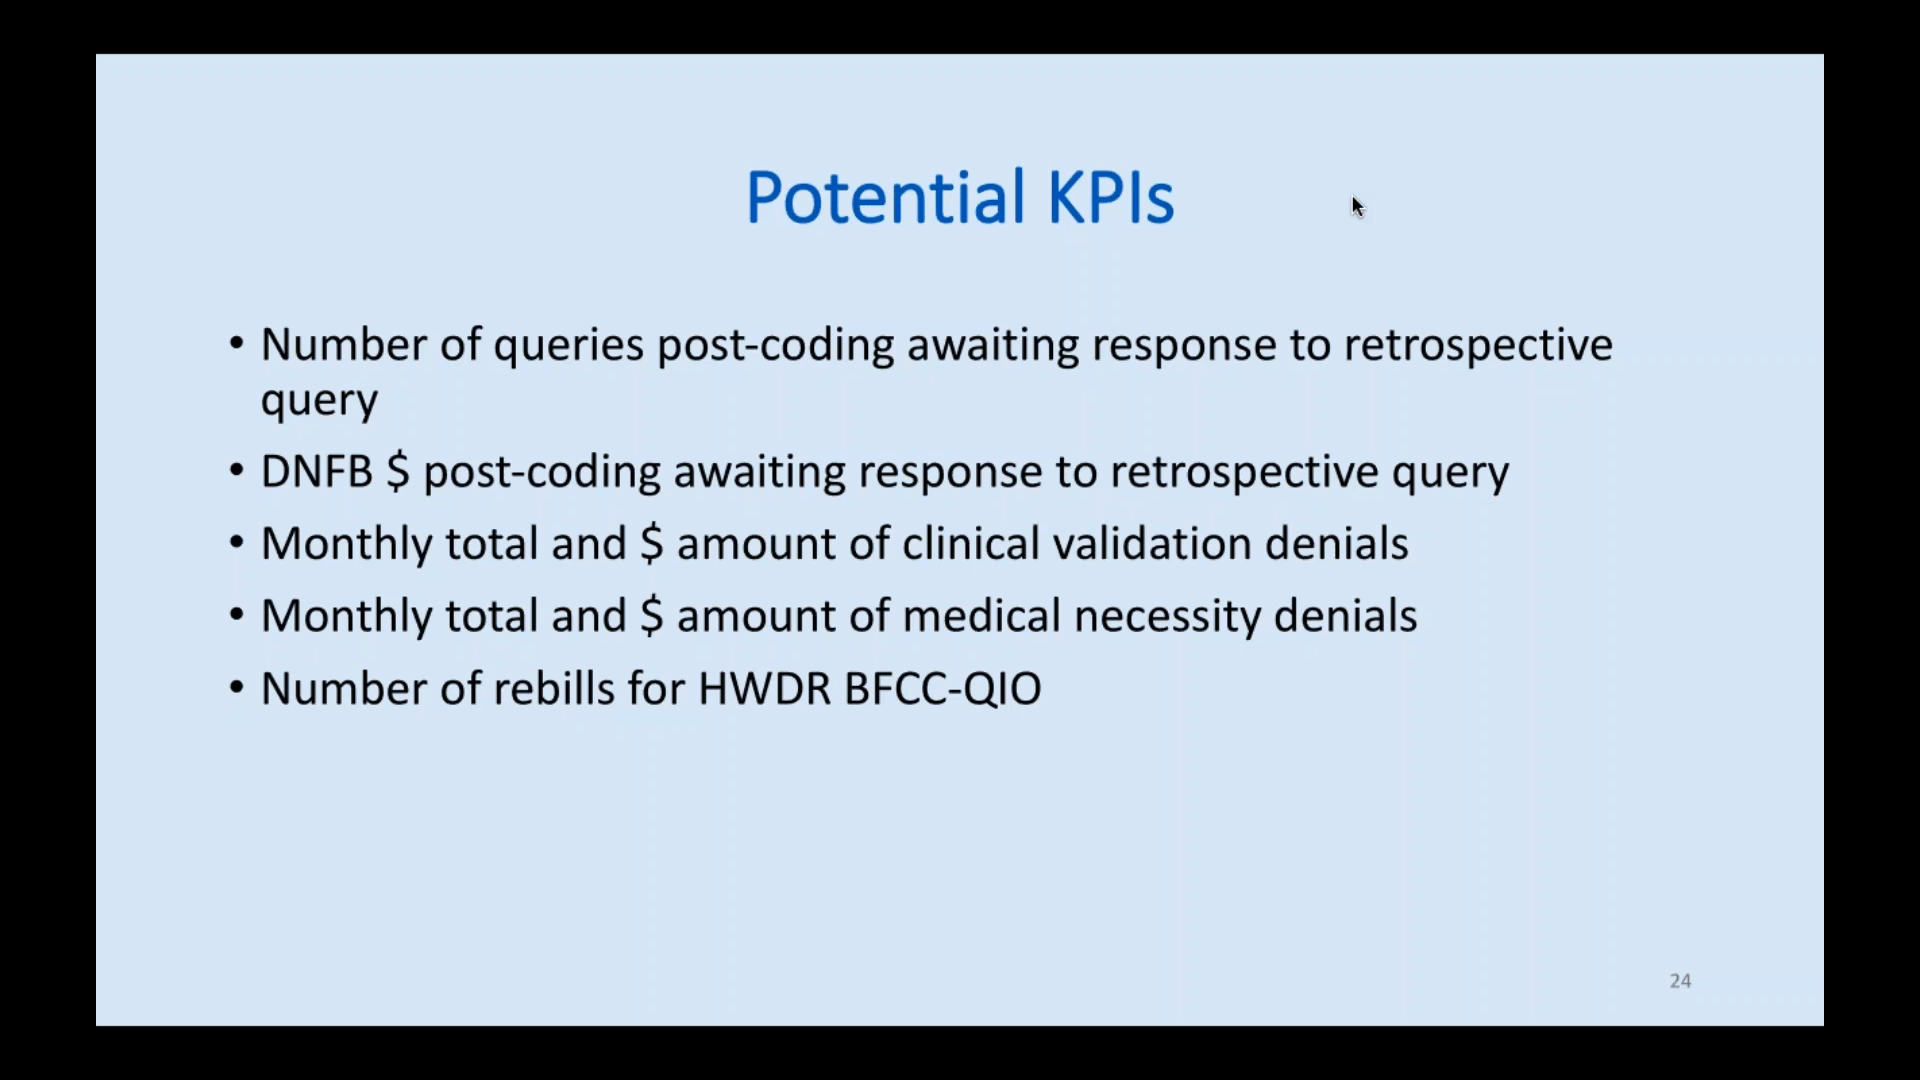 Potential KPIs
• Number of queries post-coding awaiting response to retrospective
query
• DNFB $ post-coding awaiting response to retrospective query
• Monthly total and $ amount of clinical validation denials
• Monthly total and $ amount of medical necessity denials
• Number of rebills for HWDR BFCC-QIO
24